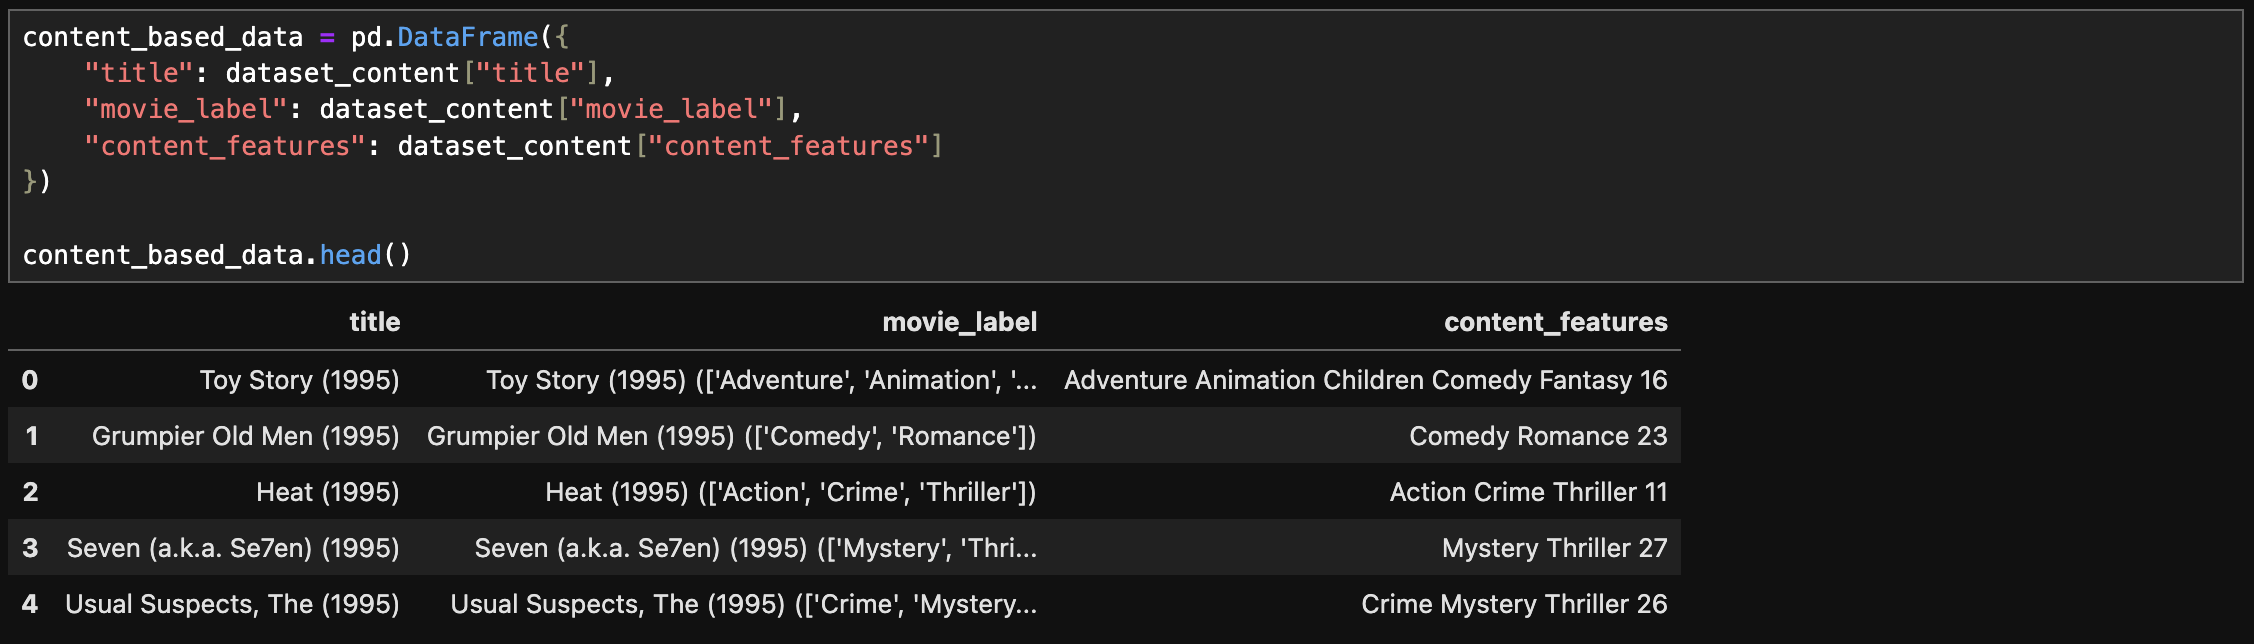 content_based_data = pd.DataFrame({
    "title": dataset_content["title"],
    "movie_label": dataset_content["movie_label"],
    "content_features": dataset_content["content_features"]
})

content_based_data.head()
title movie_label content_features
0 Toy Story (1995) Toy Story (1995) (['Adventure', 'Animation', '... Adventure Animation Children Comedy Fantasy 16
1 Grumpier Old Men (1995) Grumpier Old Men (1995) (['Comedy', 'Romance']) Comedy Romance 23
2 Heat (1995) Heat (1995) (['Action', 'Crime', 'Thriller']) Action Crime Thriller 11
3 Seven (a.k.a. Se7en) (1995) Seven (a.k.a. Se7en) (1995) (['Mystery', 'Thri... Mystery Thriller 27
4 Usual Suspects, The (1995) Usual Suspects, The (1995) (['Crime', 'Mystery... Crime Mystery Thriller 26